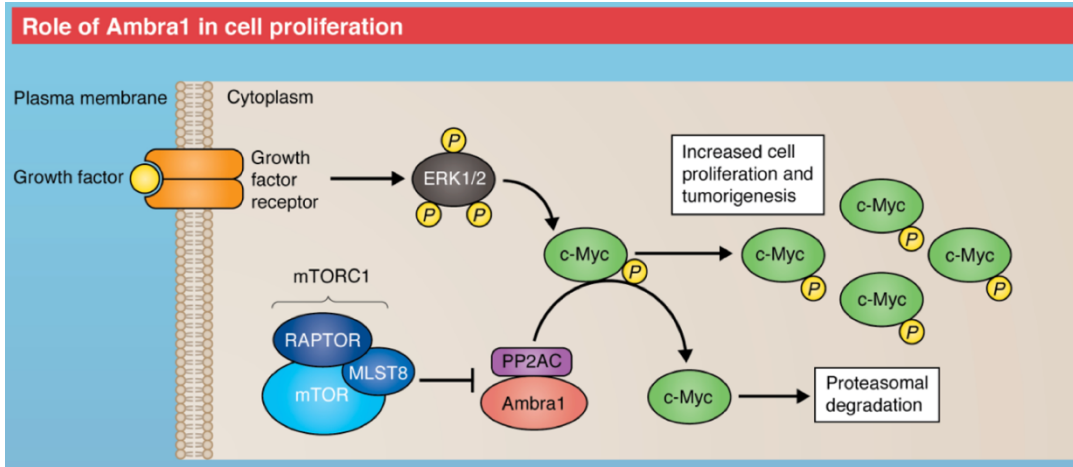 Role of Ambra1 in cell proliferation
Plasma membrane
Cytoplasm
Growth factor
Growth
factor
receptor
P
ERK1/2
P
P
Increased cell
proliferation and
tumorigenesis
c-Myc
P
c-Myc
P
c-Myc
P
c-Myc
P
c-Myc
P
mTORC1
RAPTOR
MLST8
mTOR
PP2AC
Ambra1
c-Myc
Proteasomal
degradation